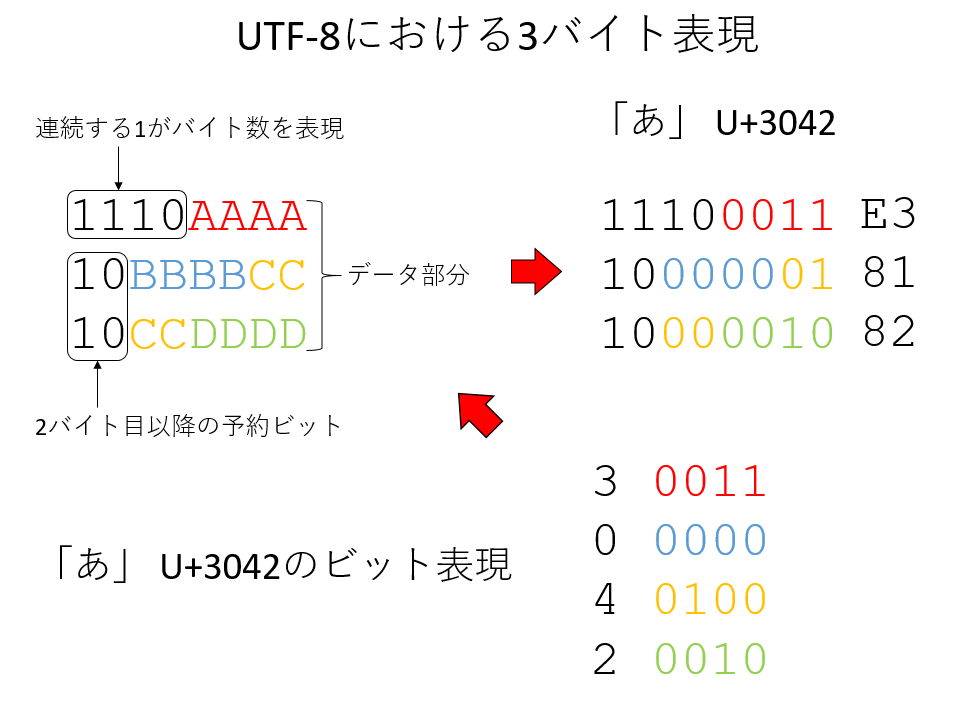 UTF-8における3バイト表現
連続する1がバイト数を表現
1110AAAA
10BBBBCC
10CCDDDD
データ部分
2バイト目以降の予約ビット
「あ」 U+3042
11100011 E3
10000001 81
10000010 82
「あ」 U+3042のビット表現
3 0011
0 0000
4 0100
2 0010